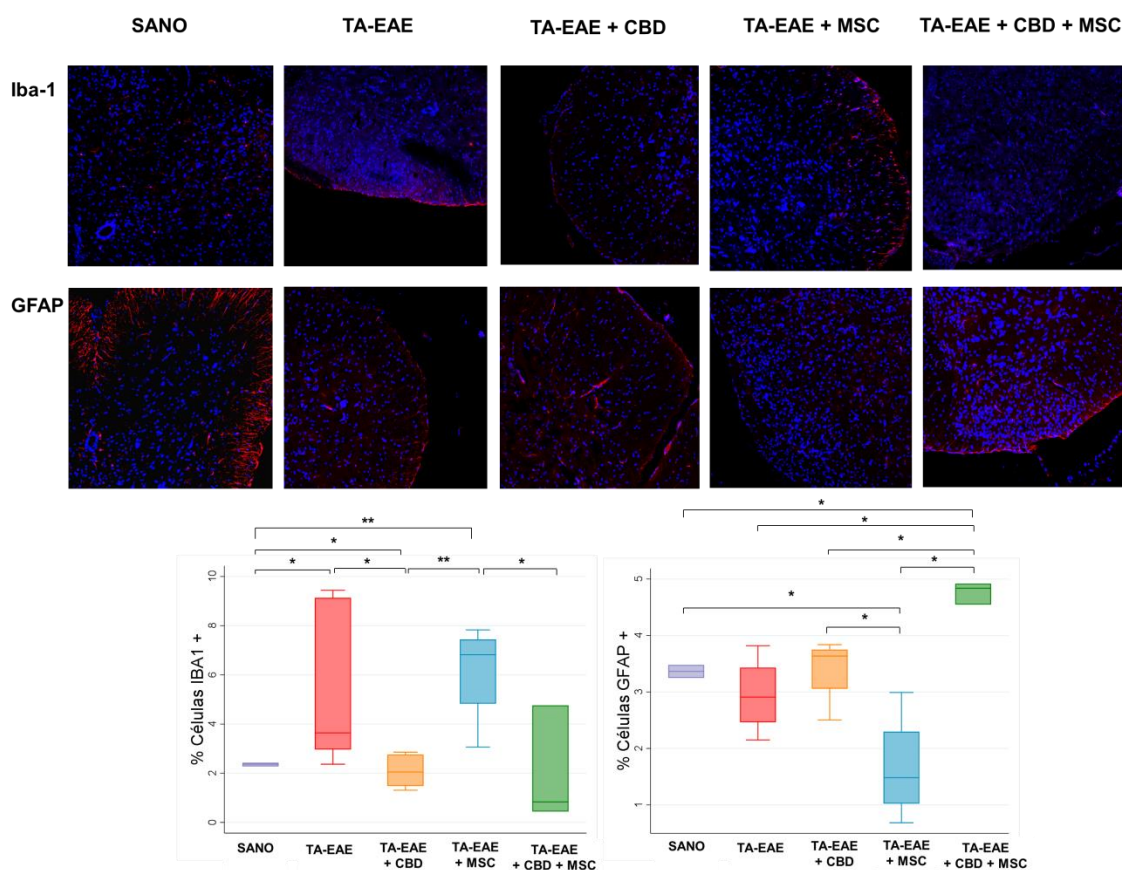 SANO
TA-EAE
TA-EAE + CBD
TA-EAE + MSC
TA-EAE + CBD + MSC
Iba-1
GFAP
**
*
*
*
**
*
% Células IBA1 +
10
8
6
4
2
0
SANO
TA-EAE
TA-EAE
+ CBD
TA-EAE
+ MSC
TA-EAE
+ CBD + MSC
*
*
*
*
*
*
% Células GFAP +
5
4
3
2
1
SANO
TA-EAE
TA-EAE
+ CBD
TA-EAE
+ MSC
TA-EAE
+ CBD + MSC